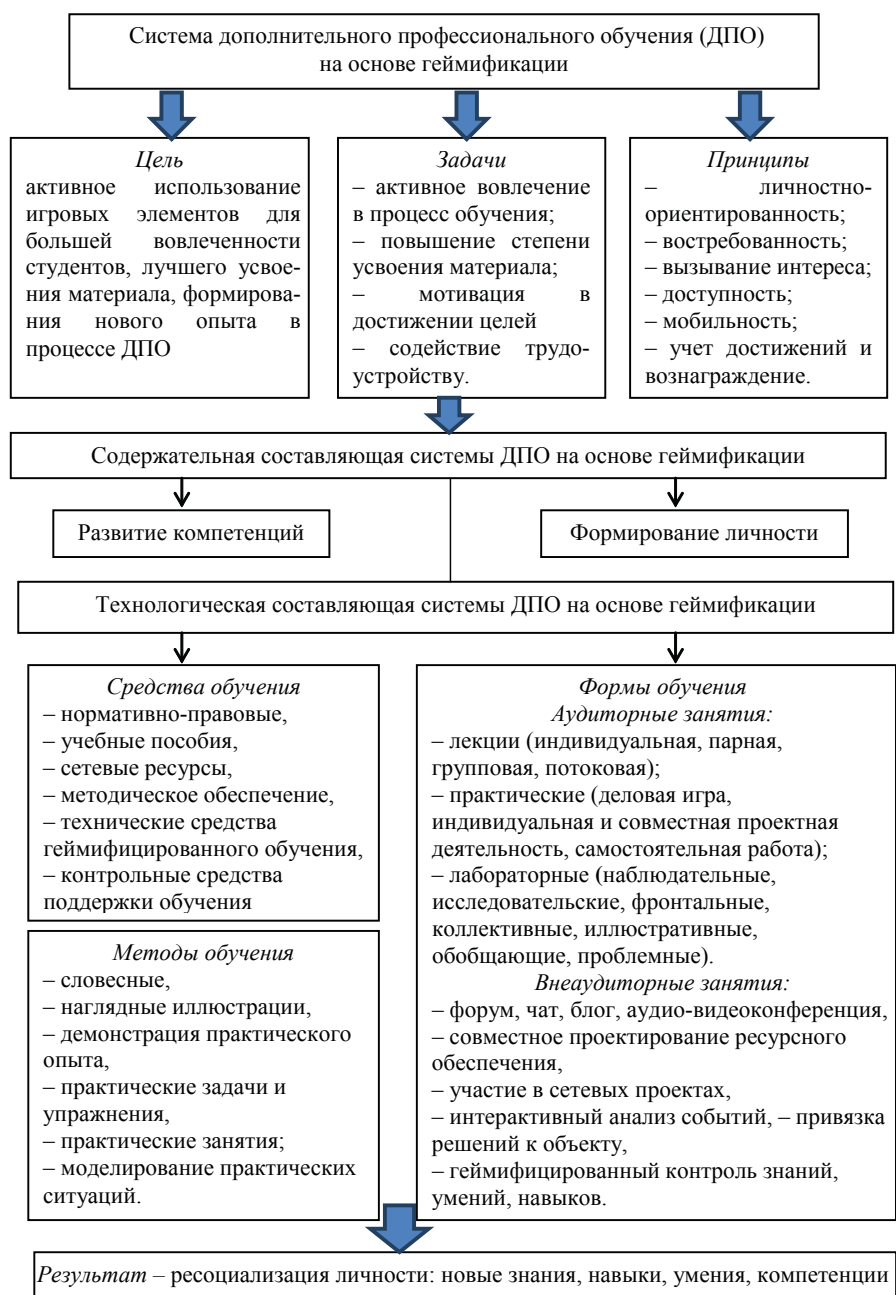 Система дополнительного профессионального обучения (ДПО)
на основе геймификации
Цель
активное использование
игровых элементов для
большей вовлеченности
студентов, лучшего усвое-
ния материала, формирова-
ния нового опыта в
процессе ДПО
Задачи
– активное вовлечение
в процесс обучения;
– повышение степени
усвоения материала;
– мотивация в
достижении целей
– содействие трудо-
устройству.
Принципы
– личностно-
ориентированность;
– востребованность;
– вызывание интереса;
– доступность;
– мобильность;
– учет достижений и
вознаграждение.
Содержательная составляющая системы ДПО на основе геймификации
Развитие компетенций
Формирование личности
Технологическая составляющая системы ДПО на основе геймификации
Средства обучения
– нормативно-правовые,
– учебные пособия,
– сетевые ресурсы,
– методическое обеспечение,
– технические средства
геймифицированного обучения,
– контрольные средства
поддержки обучения
Методы обучения
– словесные,
– наглядные иллюстрации,
– демонстрация практического
опыта,
– практические задачи и
упражнения,
– практические занятия;
– моделирование практических
ситуаций.
Формы обучения
Аудиторные занятия:
– лекции (индивидуальная, парная,
групповая, потоковая);
– практические (деловая игра,
индивидуальная и совместная проектная
деятельность, самостоятельная работа);
– лабораторные (наблюдательные,
исследовательские, фронтальные,
коллективные, иллюстративные,
обобщающие, проблемные).
Внеаудиторные занятия:
– форум, чат, блог, аудио-видеоконференция,
– совместное проектирование ресурсного
обеспечения,
– участие в сетевых проектах,
– интерактивный анализ событий, – привязка
решений к объекту,
– геймифицированный контроль знаний,
умений, навыков.
Результат – ресоциализация личности: новые знания, навыки, умения, компетенции